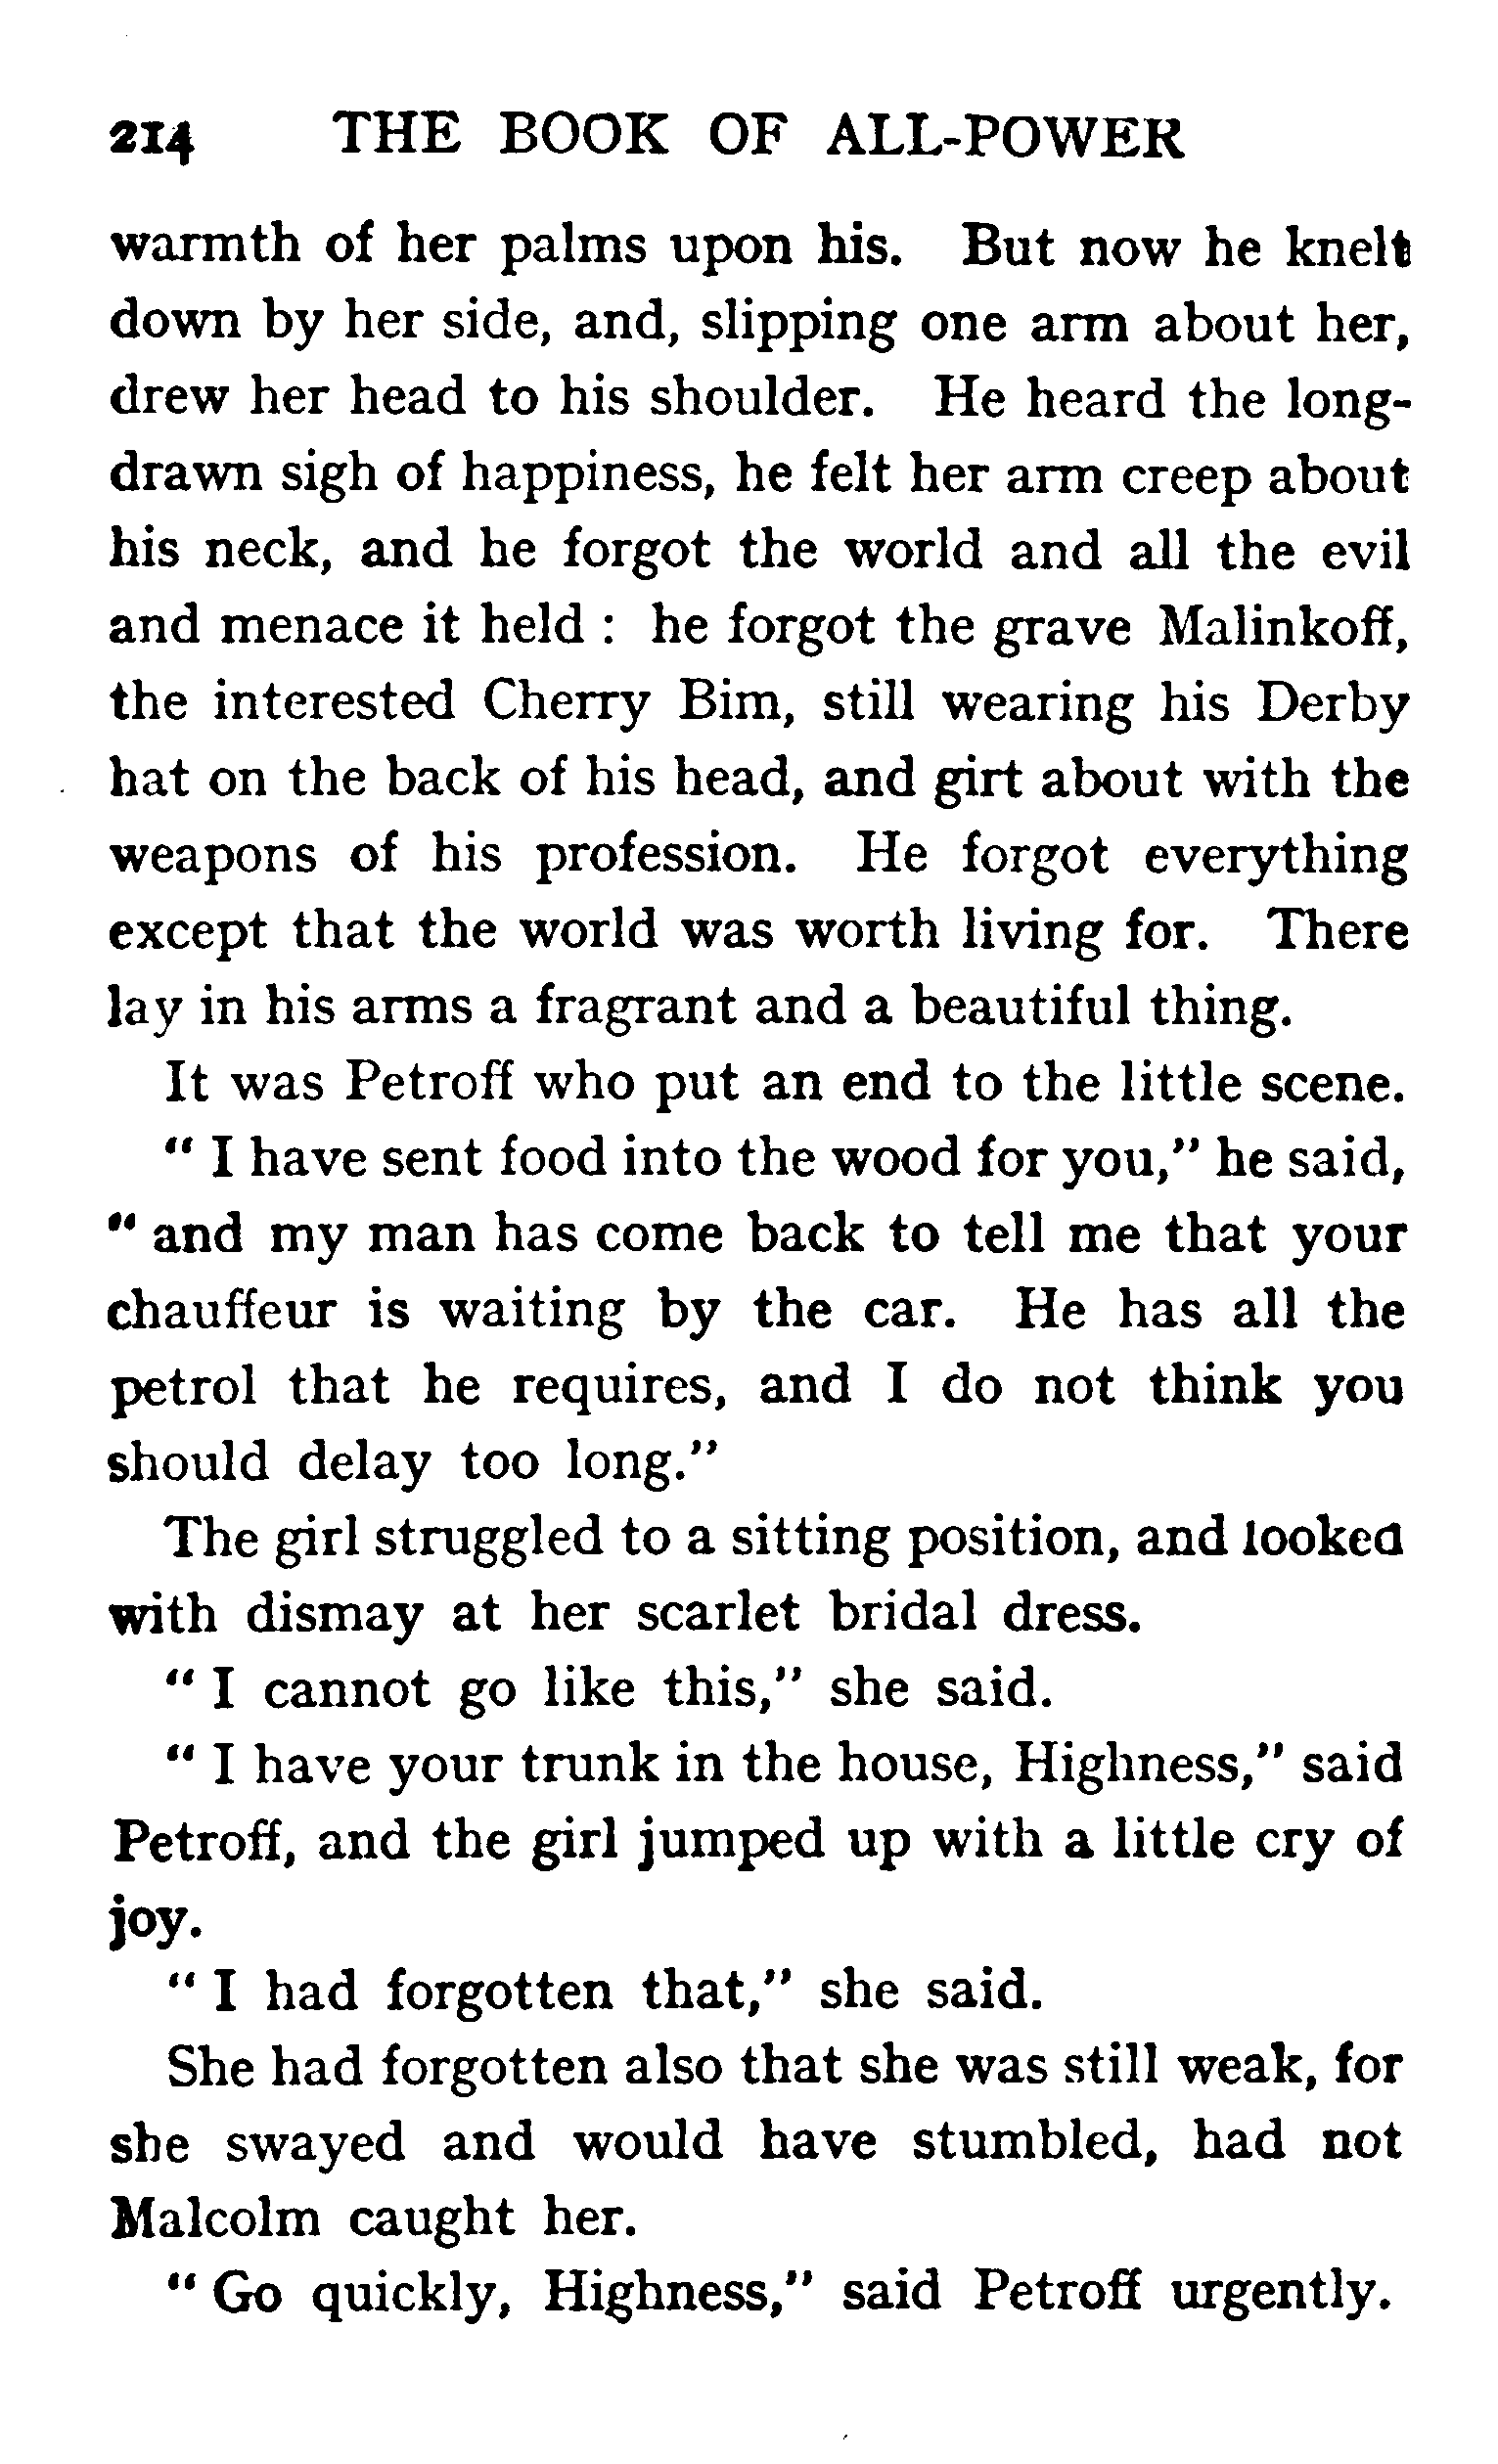 214 THE BOOK OF ALL-POWER
warmth of her palms upon his. But now he knelt
down by her side, and, slipping one arm about her,
drew her head to his shoulder. He heard the long-
drawn sigh of happiness, he felt her arm creep about
his neck, and he forgot the world and all the evil
and menace it held : he forgot the grave Malinkoff,
the interested Cherry Bim, still wearing his Derby
hat on the back of his head, and girt about with the
weapons of his profession. He forgot everything
except that the world was worth living for. There
lay in his arms a fragrant and a beautiful thing.
It was Petroff who put an end to the little scene.
" I have sent food into the wood for you," he said,
" and my man has come back to tell me that your
chauffeur is waiting by the car. He has all the
petrol that he requires, and I do not think you
should delay too long."
The girl struggled to a sitting position, and looked
with dismay at her scarlet bridal dress.
" I cannot go like this," she said.
" I have your trunk in the house, Highness," said
Petroff, and the girl jumped up with a little cry of
joy.
" I had forgotten that," she said.
She had forgotten also that she was still weak, for
she swayed and would have stumbled, had not
Malcolm caught her.
" Go quickly, Highness," said Petroff urgently.